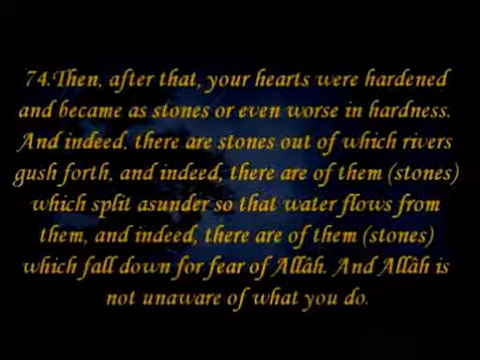 74.Then, after that, your hearts were hardened
and became as stones or even worse in hardness.
And indeed, there are stones out of which rivers
gush forth, and indeed, there are of them (stones)
which split asunder so that water flows from
them, and indeed, there are of them (stones)
which fall down for fear of Allâh. And Allâh is
not unaware of what you do.